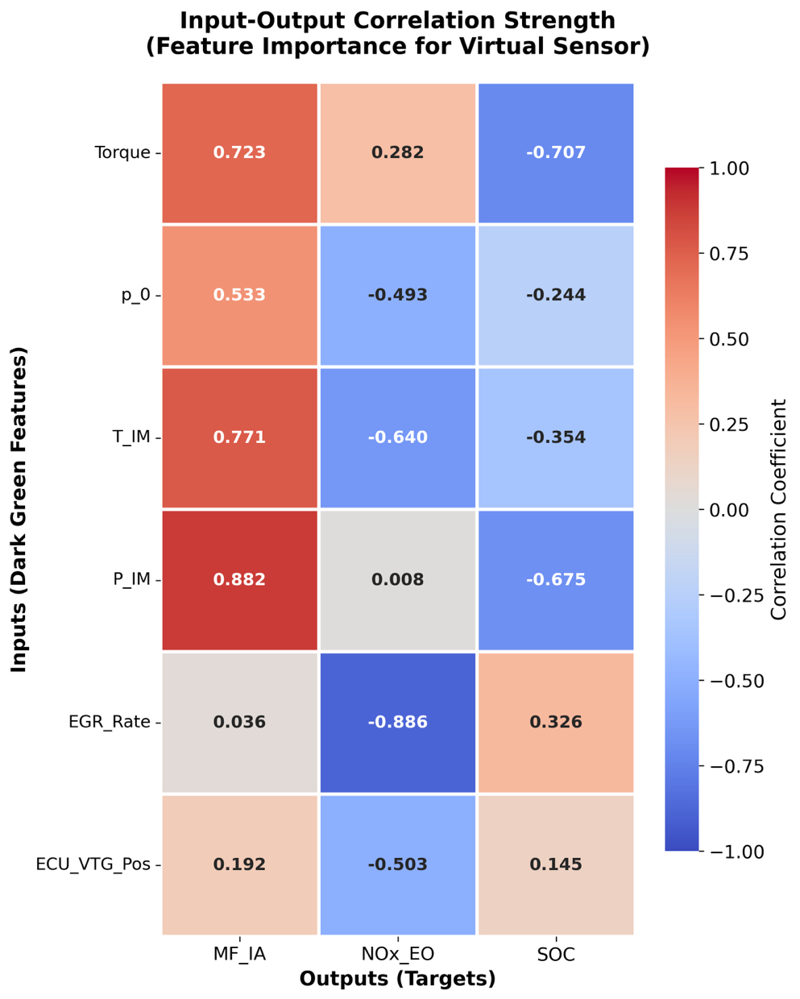 Input-Output Correlation Strength
(Feature Importance for Virtual Sensor)
Inputs (Dark Green Features)
Torque 0.723 0.282 -0.707
p_0 0.533 -0.493 -0.244
T_IM 0.771 -0.640 -0.354
P_IM 0.882 0.008 -0.675
EGR_Rate 0.036 -0.886 0.326
ECU_VTG_Pos 0.192 -0.503 0.145
MF_IA NOx_EO SOC
Outputs (Targets)
1.00
0.75
0.50
0.25
0.00
−0.25
−0.50
−0.75
−1.00
Correlation Coefficient